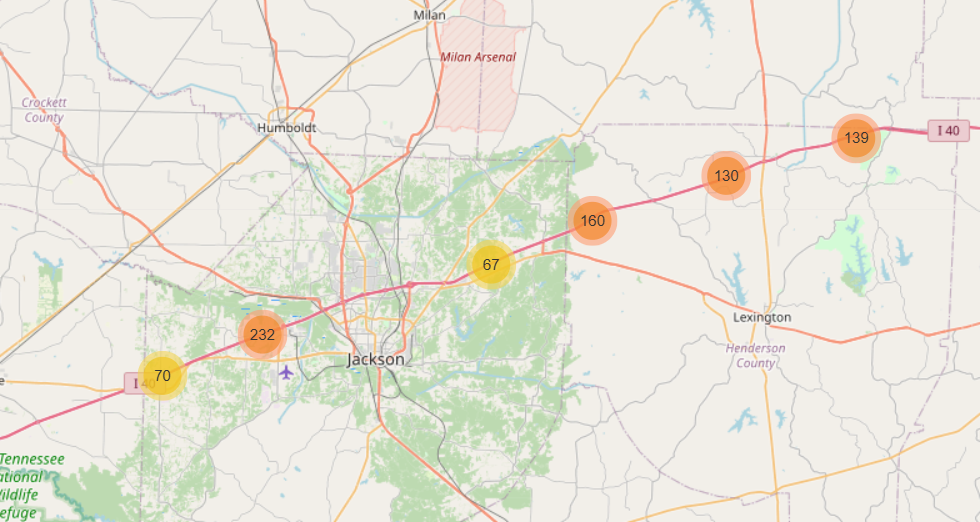 Milan
Milan Arsenal
Crockett
County
Humboldt
139
I 40
130
160
67
Lexington
232
Henderson
County
Jackson
70
I 40
Tennessee
ational
ildlife
efuge